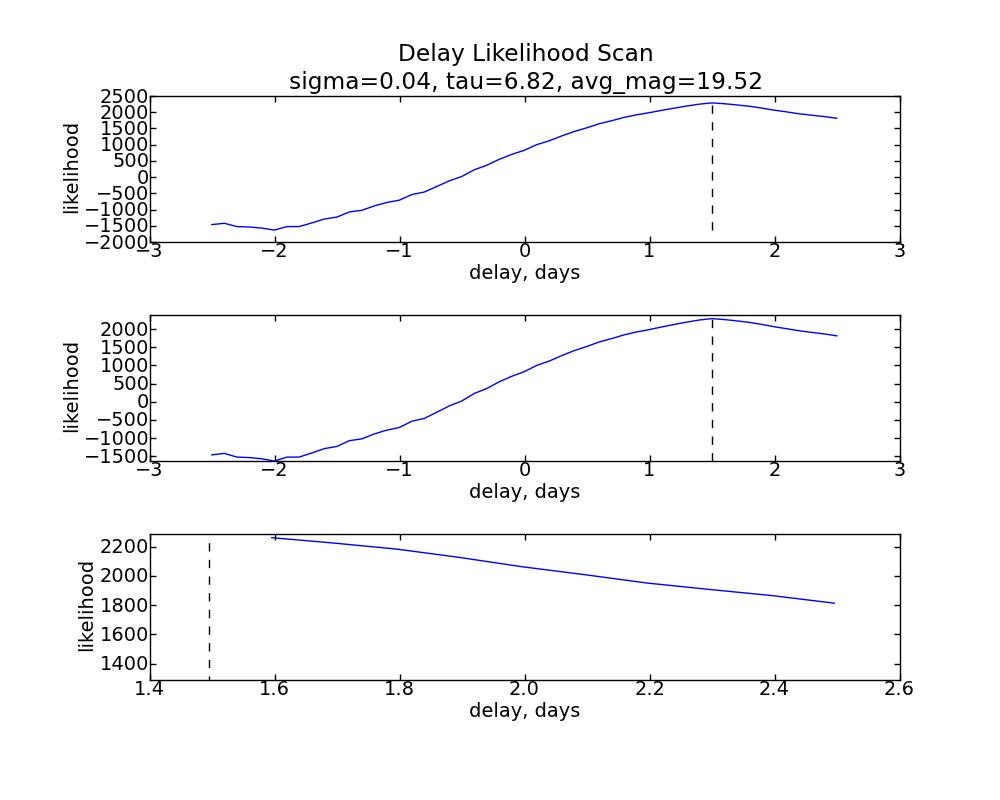 Delay Likelihood Scan
sigma=0.04, tau=6.82, avg_mag=19.52
likelihood
2500
2000
1500
1000
500
0
−500
−1000
−1500
−2000
−3 −2 −1 0 1 2 3
delay, days
likelihood
2000
1500
1000
500
0
−500
−1000
−1500
−3 −2 −1 0 1 2 3
delay, days
likelihood
2200
2000
1800
1600
1400
1.4 1.6 1.8 2.0 2.2 2.4 2.6
delay, days